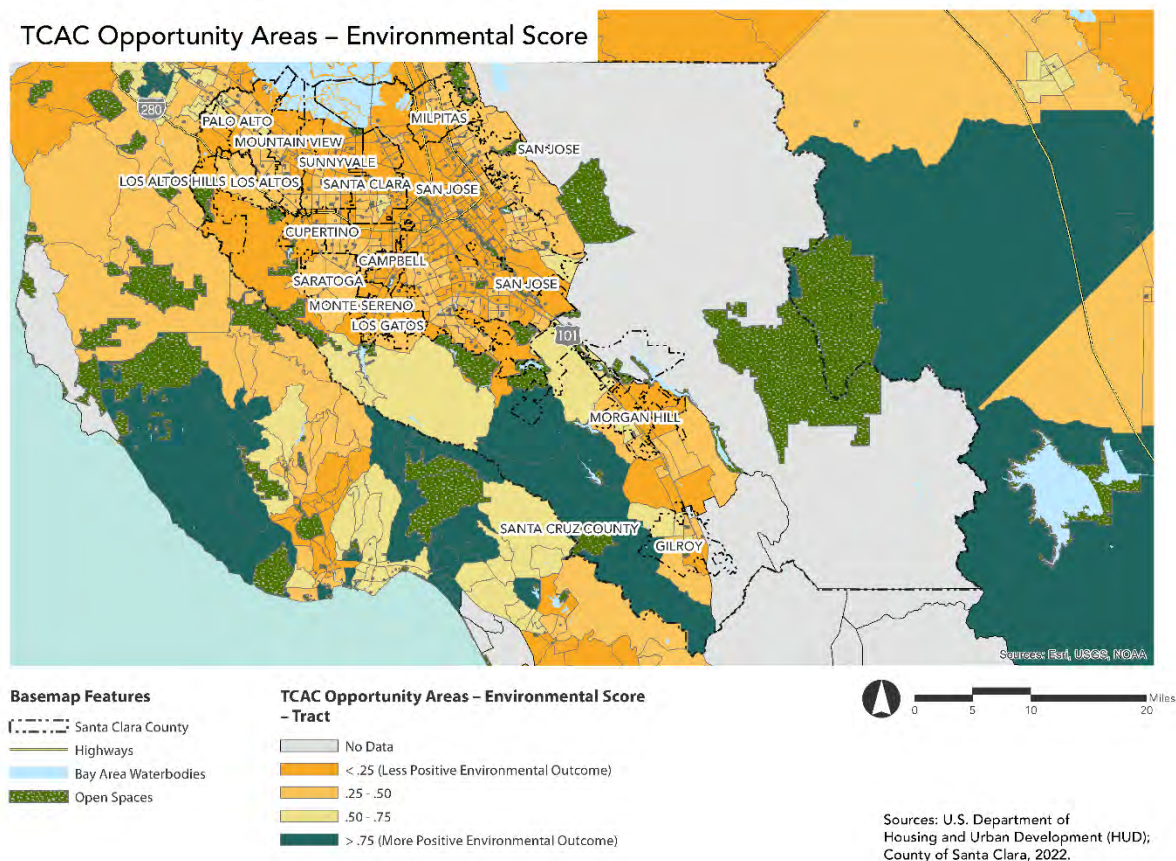 TCAC Opportunity Areas – Environmental Score
280
PALO ALTO
MILPITAS
MOUNTAIN VIEW
SAN JOSE
SUNNYVALE
LOS ALTOS HILLS
LOS ALTOS
SANTA CLARA
SAN JOSE
CUPERTINO
CAMPBELL
SARATOGA
SAN JOSE
MONTE SERENO
LOS GATOS
101
MORGAN HILL
SANTA CRUZ COUNTY
GILROY
Sources: Esri, USGS, NOAA
Basemap Features
Santa Clara County
Highways
Bay Area Waterbodies
Open Spaces
TCAC Opportunity Areas – Environmental Score
– Tract
No Data
< .25 (Less Positive Environmental Outcome)
.25 - .50
.50 - .75
> .75 (More Positive Environmental Outcome)
Miles
0 5 10 20
Sources: U.S. Department of
Housing and Urban Development (HUD);
County of Santa Clara, 2022.